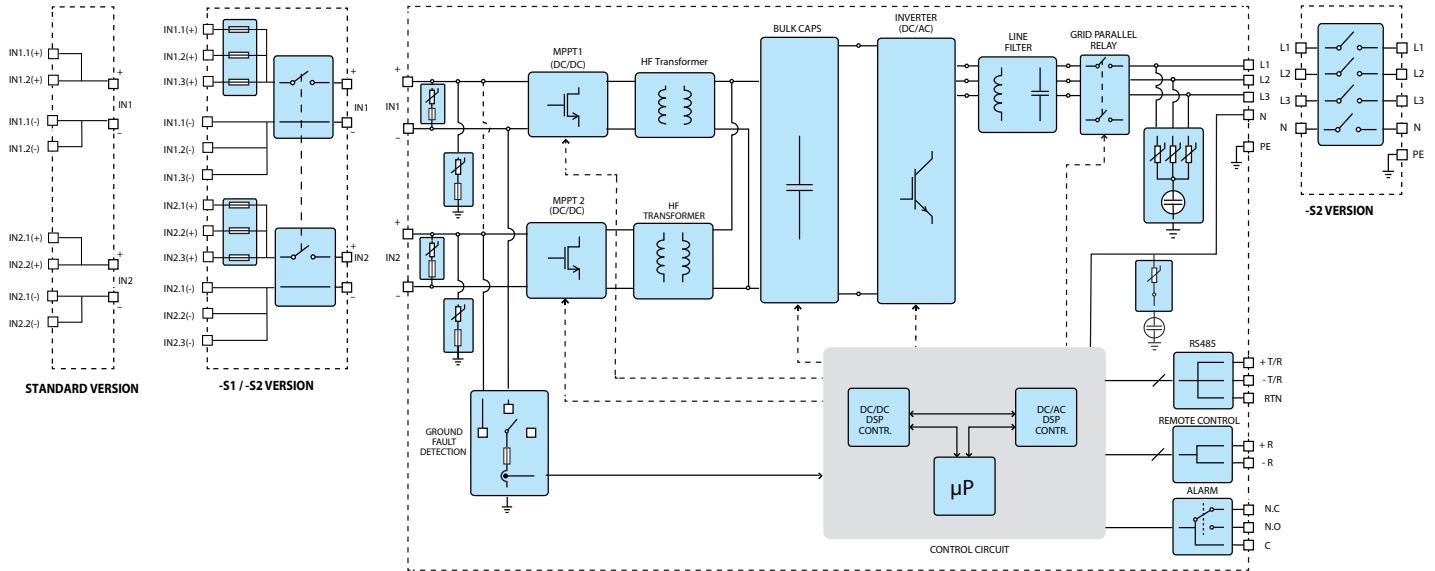 IN1.1(+)
IN1.2(+)
+
IN1
−
IN1.1(-)
IN1.2(-)
IN2.1(+)
IN2.2(+)
+
IN2
−
IN2.1(-)
IN2.2(-)
STANDARD VERSION
IN1.1(+)
IN1.2(+)
IN1.3(+)
+
IN1
−
IN1.1(-)
IN1.2(-)
IN1.3(-)
IN2.1(+)
IN2.2(+)
IN2.3(+)
+
IN2
−
IN2.1(-)
IN2.2(-)
IN2.3(-)
-S1 / -S2 VERSION
+
IN1
−
+
IN2
−
MPPT1
(DC/DC)
HF Transformer
MPPT 2
(DC/DC)
HF
TRANSFORMER
BULK CAPS
INVERTER
(DC/AC)
LINE
FILTER
GRID PARALLEL
RELAY
L1
L2
L3
N
PE
L1
L2
L3
N
L1
L2
L3
N
PE
-S2 VERSION
GROUND
FAULT
DETECTION
DC/DC
DSP
CONTR.
DC/AC
DSP
CONTR.
µP
CONTROL CIRCUIT
RS485
+ T/R
- T/R
RTN
REMOTE CONTROL
+ R
- R
ALARM
N.C
N.O
C